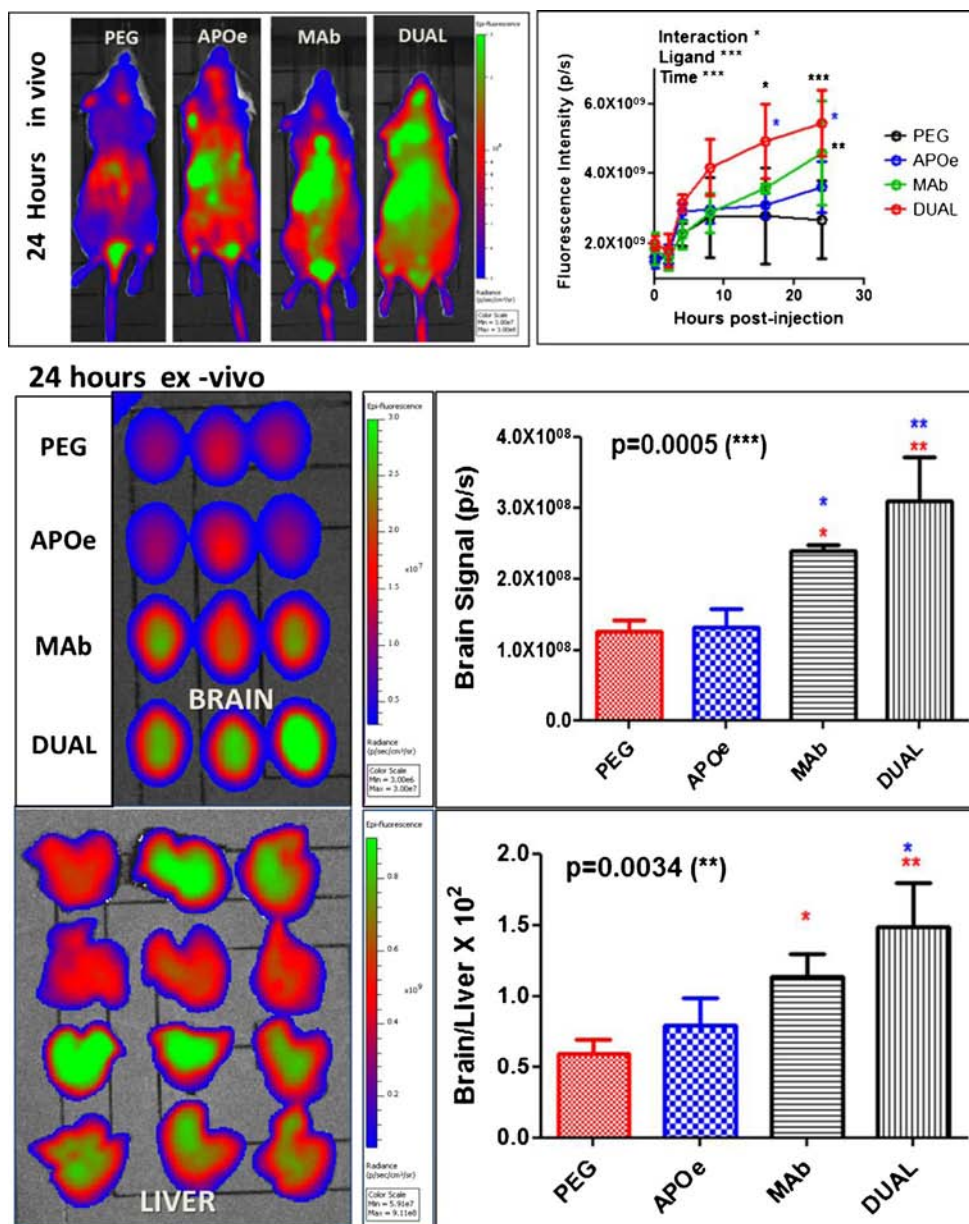 24 Hours in vivo
PEG
APOe
MAb
DUAL
Epi-fluorescence
Radiance
(p/sec/cm²/sr)
Color Scale
Min = 3.00e7
Max = 3.00e8
Interaction *
Ligand ***
Time ***
*
*
***
*
**
6.0X10⁰⁹
4.0X10⁰⁹
2.0X10⁰⁹
Fluorescence Intensity (p/s)
0 10 20 30
Hours post-injection
PEG
APOe
MAb
DUAL
24 hours ex -vivo
PEG
APOe
MAb
DUAL
BRAIN
Epi-fluorescence
3.0
2.5
2.0
x10⁷
1.5
1.0
0.5
Radiance
(p/sec/cm²/sr)
Color Scale
Min = 3.00e6
Max = 3.00e7
p=0.0005 (***)
**
**
*
*
4.0X10⁰⁸
3.0X10⁰⁸
2.0X10⁰⁸
1.0X10⁰⁸
0.0
Brain Signal (p/s)
PEG APOe MAb DUAL
LIVER
Epi-fluorescence
0.8
0.6
x10⁹
0.4
0.2
Radiance
(p/sec/cm²/sr)
Color Scale
Min = 5.91e7
Max = 9.11e8
p=0.0034 (**)
*
**
*
2.0
1.5
1.0
0.5
0.0
Brain/Liver X 10²
PEG APOe MAb DUAL